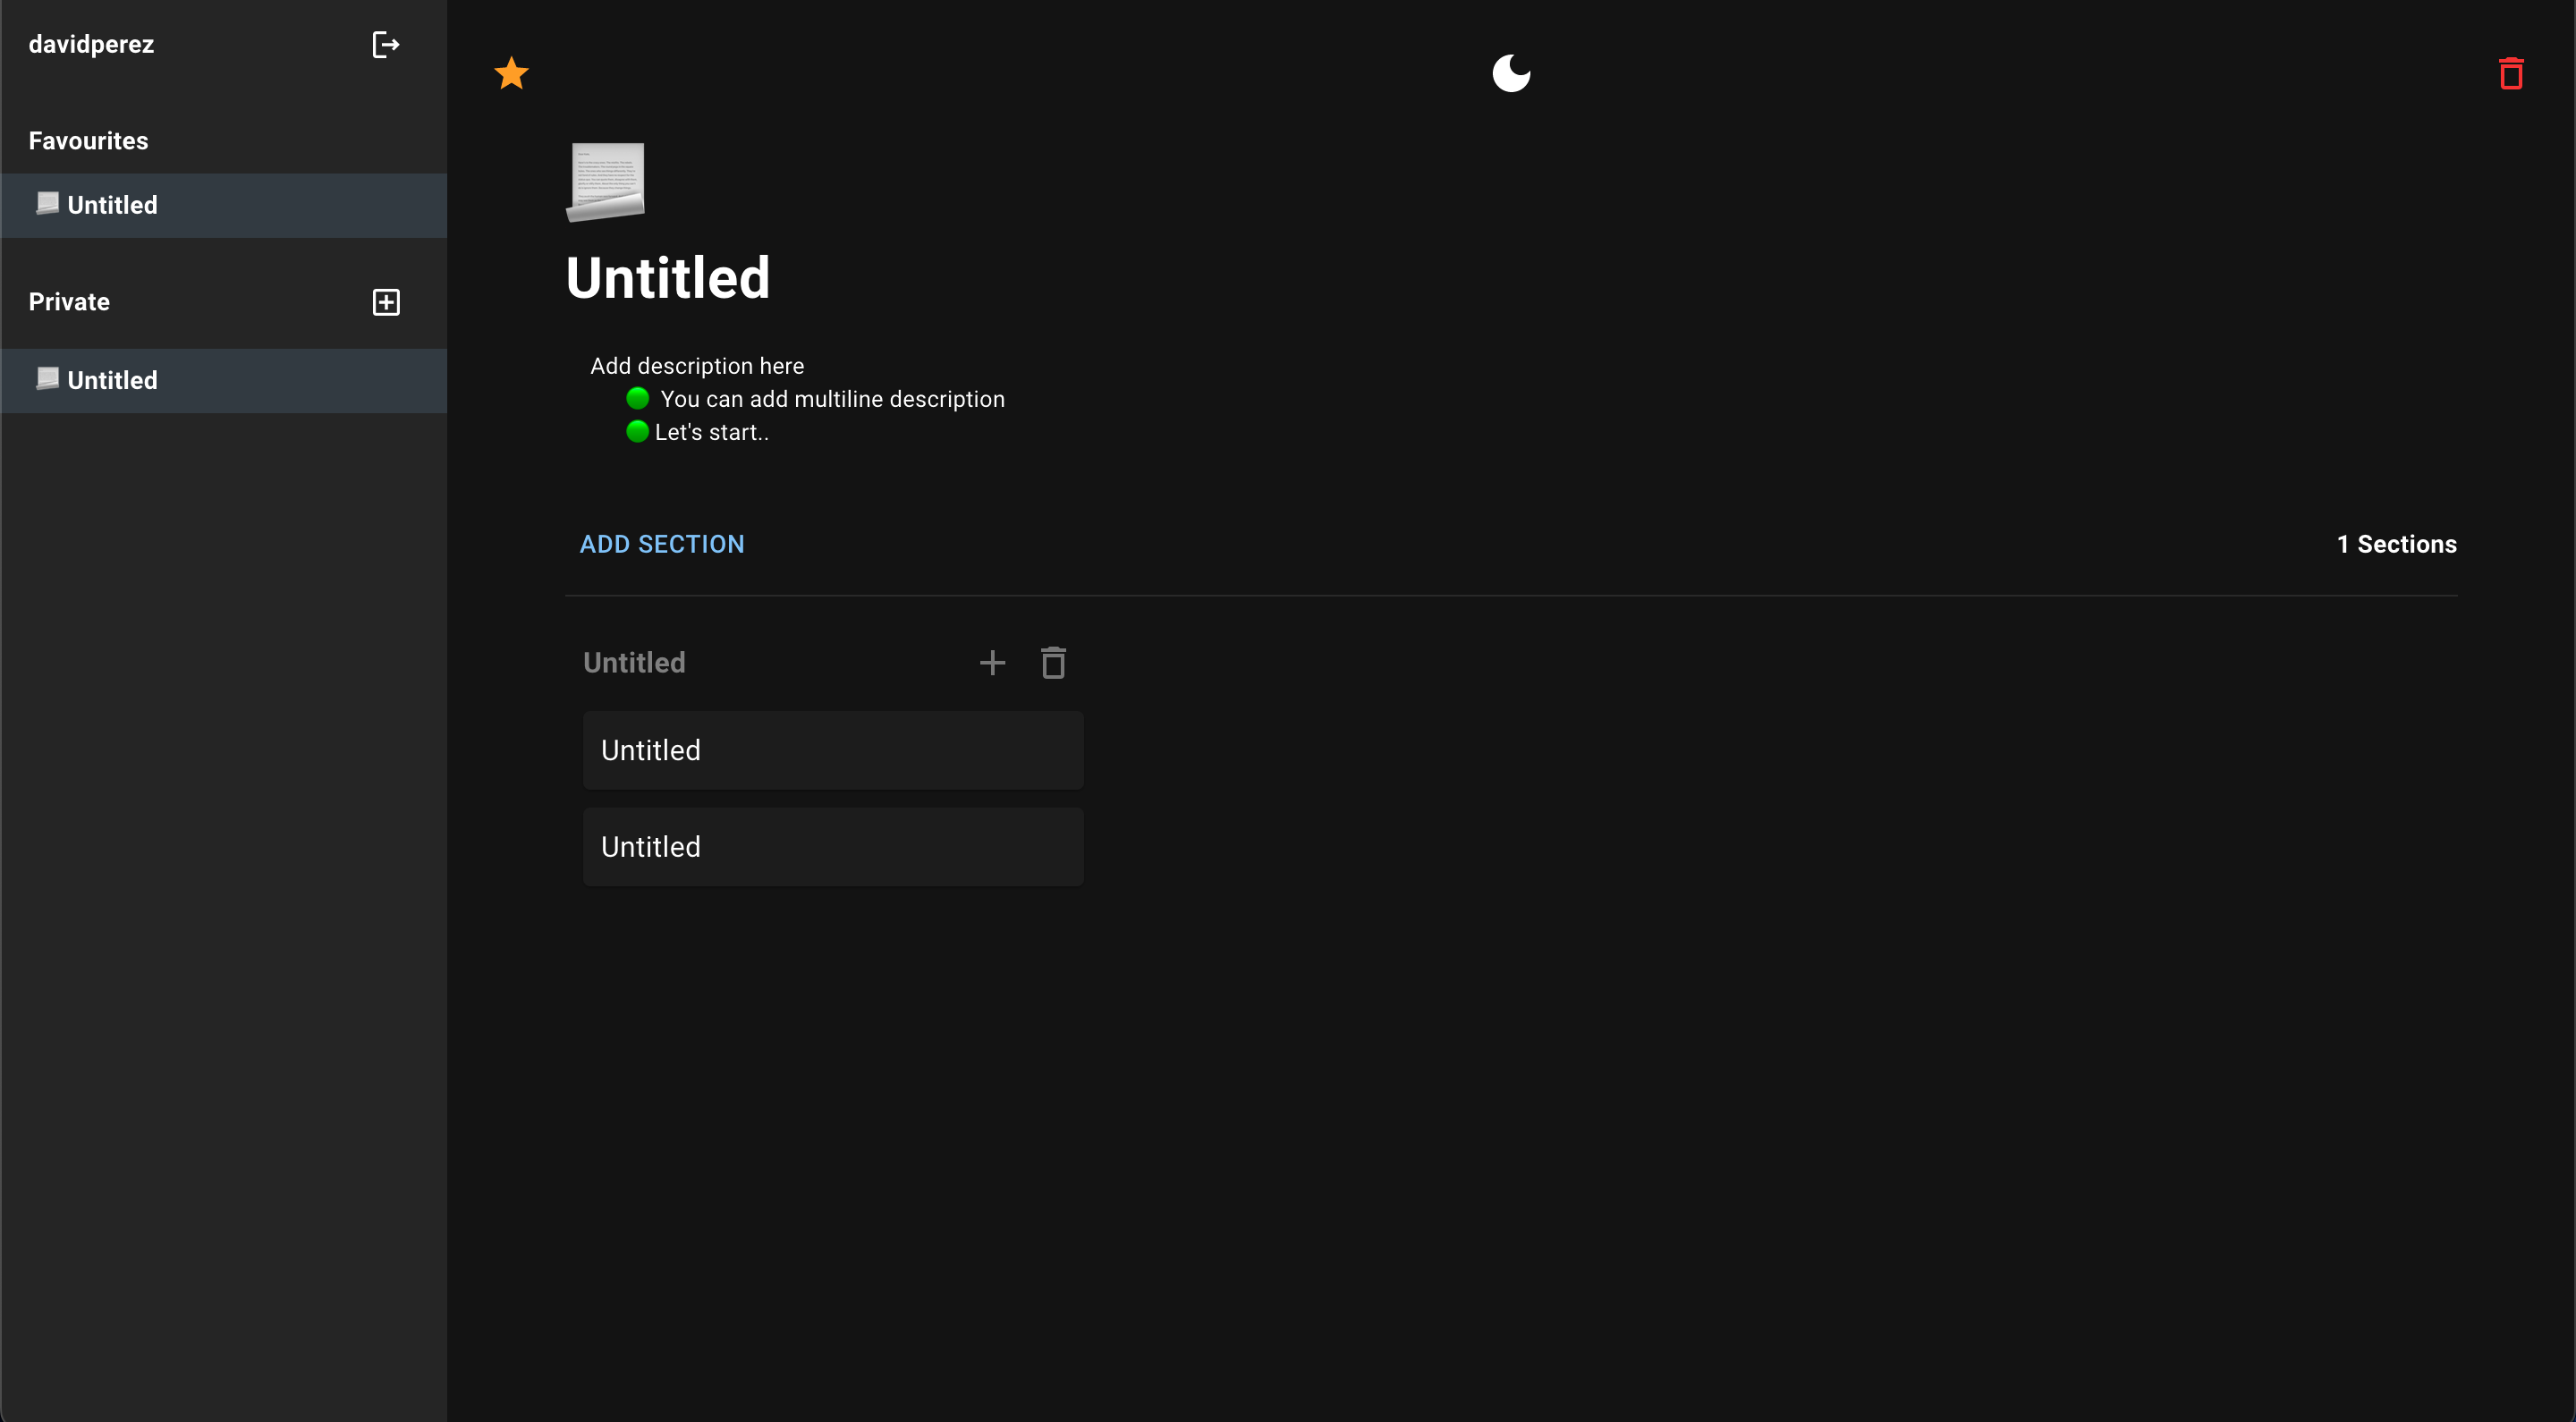 davidperez
Favourites
Untitled
Private
Untitled
Untitled
Add description here
You can add multiline description
Let's start..
ADD SECTION
1 Sections
Untitled
Untitled
Untitled